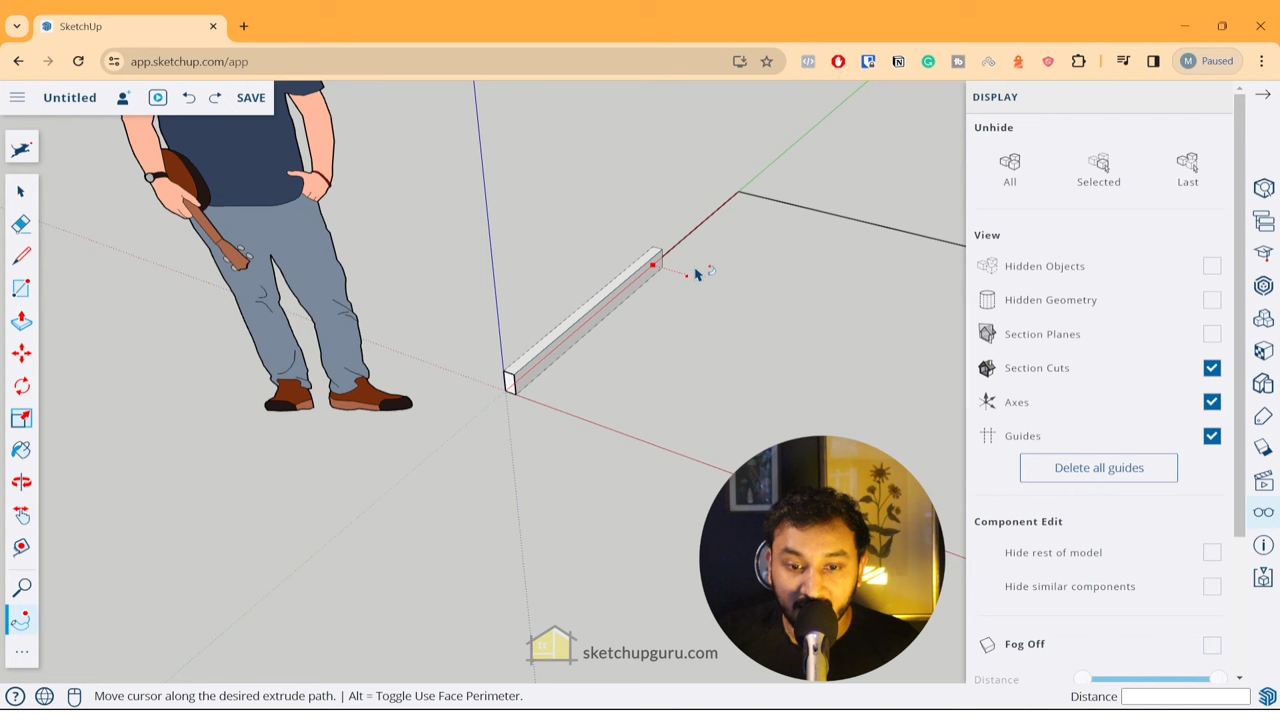 SketchUp
app.sketchup.com/app
M Paused
Untitled
SAVE
DISPLAY
Unhide
All
Selected
Last
View
Hidden Objects
Hidden Geometry
Section Planes
Section Cuts
Axes
Guides
Delete all guides
Component Edit
Hide rest of model
Hide similar components
Fog Off
Distance
sketchupguru.com
Move cursor along the desired extrude path. | Alt = Toggle Use Face Perimeter.
Distance